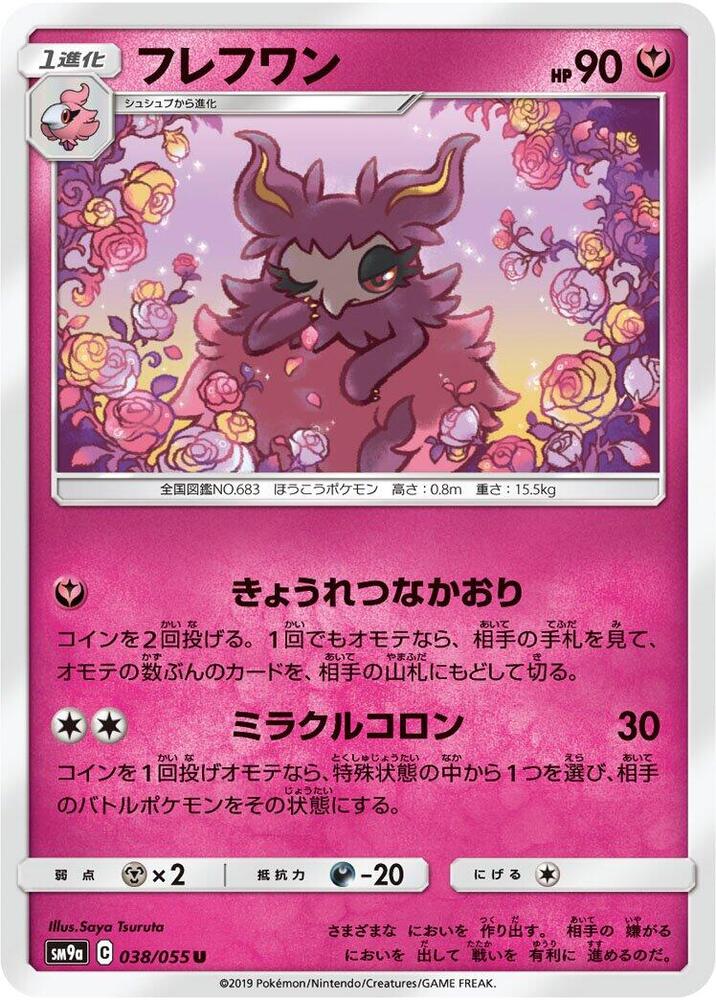 1進化 フレフワン HP90
シュシュプから進化
全国図鑑NO.683 ほうこうポケモン 高さ：0.8m 重さ：15.5kg
きょうれつなかおり
コインを2回投げる。1回でもオモテなら、相手の手札を見て、
オモテの数ぶんのカードを、相手の山札にもどして切る。
ミラクルコロン 30
コインを1回投げオモテなら、特殊状態の中から1つを選び、相手
のバトルポケモンをその状態にする。
弱点 ×2 抵抗力 -20 にげる
Illus.Saya Tsuruta
SM9a C 038/055 U
さまざまな においを 作り出す。 相手の 嫌がる
においを 出して 戦いを 有利に 進めるのだ。
©2019 Pokémon/Nintendo/Creatures/GAME FREAK.